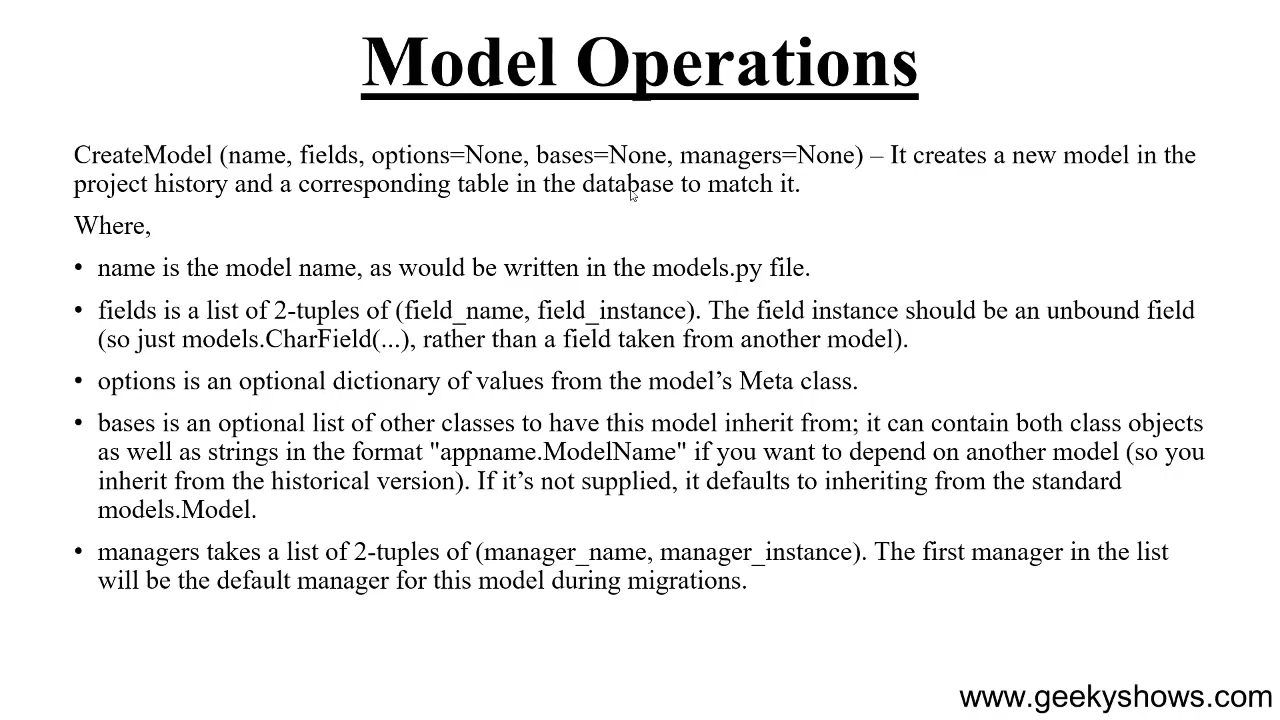 Model Operations
CreateModel (name, fields, options=None, bases=None, managers=None) – It creates a new model in the
project history and a corresponding table in the database to match it.
Where,
• name is the model name, as would be written in the models.py file.
• fields is a list of 2-tuples of (field_name, field_instance). The field instance should be an unbound field
(so just models.CharField(...), rather than a field taken from another model).
• options is an optional dictionary of values from the model’s Meta class.
• bases is an optional list of other classes to have this model inherit from; it can contain both class objects
as well as strings in the format "appname.ModelName" if you want to depend on another model (so you
inherit from the historical version). If it’s not supplied, it defaults to inheriting from the standard
models.Model.
• managers takes a list of 2-tuples of (manager_name, manager_instance). The first manager in the list
will be the default manager for this model during migrations.
www.geekyshows.com